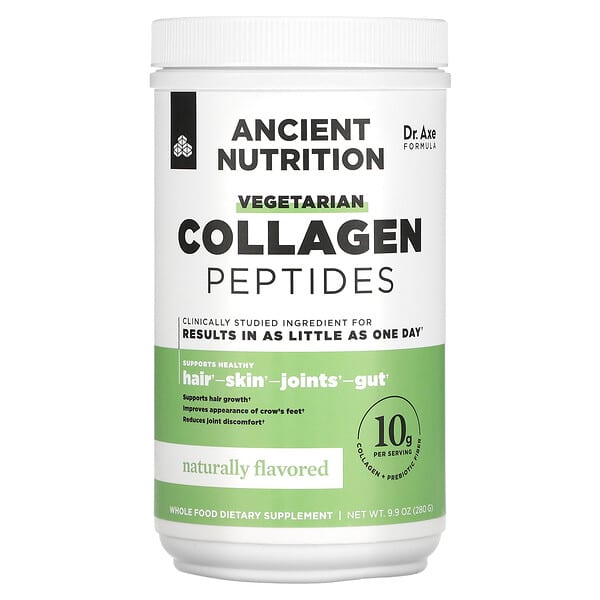 ANCIENT
NUTRITION
Dr. Axe
FORMULA
VEGETARIAN
COLLAGEN
PEPTIDES
CLINICALLY STUDIED INGREDIENT FOR
RESULTS IN AS LITTLE AS ONE DAY†
SUPPORTS HEALTHY
hair†–skin†–joints†–gut†
Supports hair growth†
Improves appearance of crow's feet†
Reduces joint discomfort†
10g
PER SERVING
COLLAGEN + PREBIOTIC FIBER
naturally flavored
WHOLE FOOD DIETARY SUPPLEMENT | NET WT. 9.9 OZ (280 G)